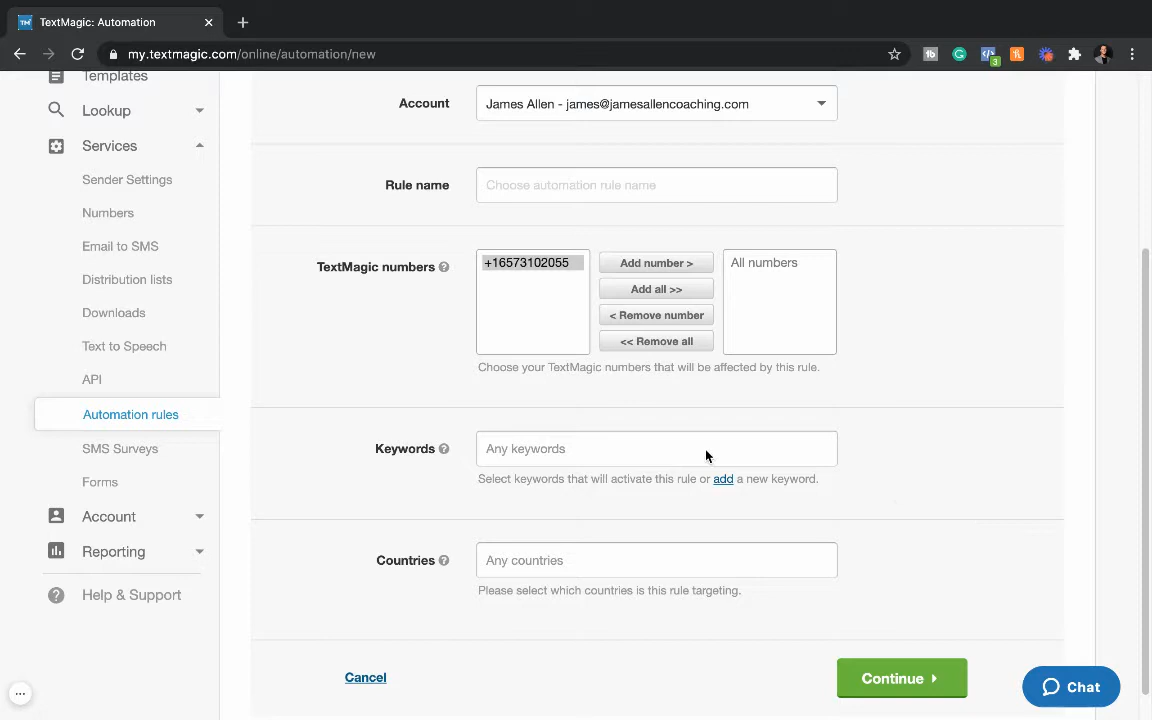 TM TextMagic: Automation
my.textmagic.com/online/automation/new
3
Templates
Lookup
Services
Sender Settings
Numbers
Email to SMS
Distribution lists
Downloads
Text to Speech
API
Automation rules
SMS Surveys
Forms
Account
Reporting
Help & Support
Account
James Allen - james@jamesallencoaching.com
Rule name
Choose automation rule name
TextMagic numbers
+16573102055
Add number >
Add all >>
< Remove number
<< Remove all
All numbers
Choose your TextMagic numbers that will be affected by this rule.
Keywords
Any keywords
Select keywords that will activate this rule or add a new keyword.
Countries
Any countries
Please select which countries is this rule targeting.
Cancel
Continue
Chat